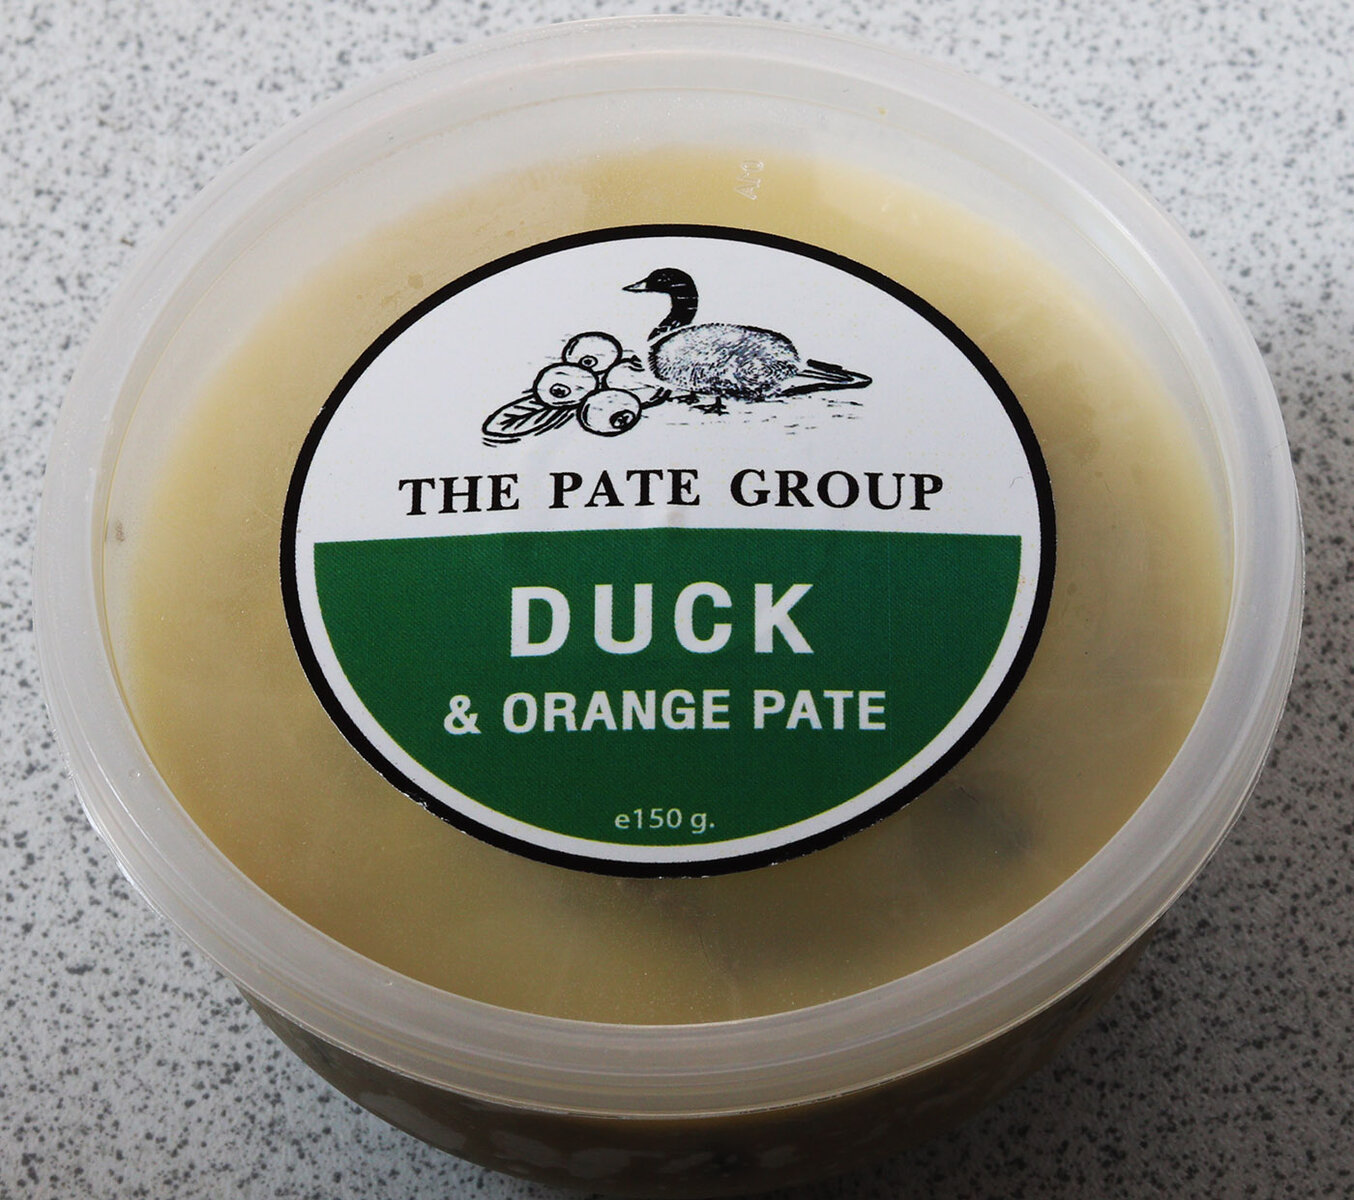 THE PATE GROUP
DUCK
& ORANGE PATE
e150 g.